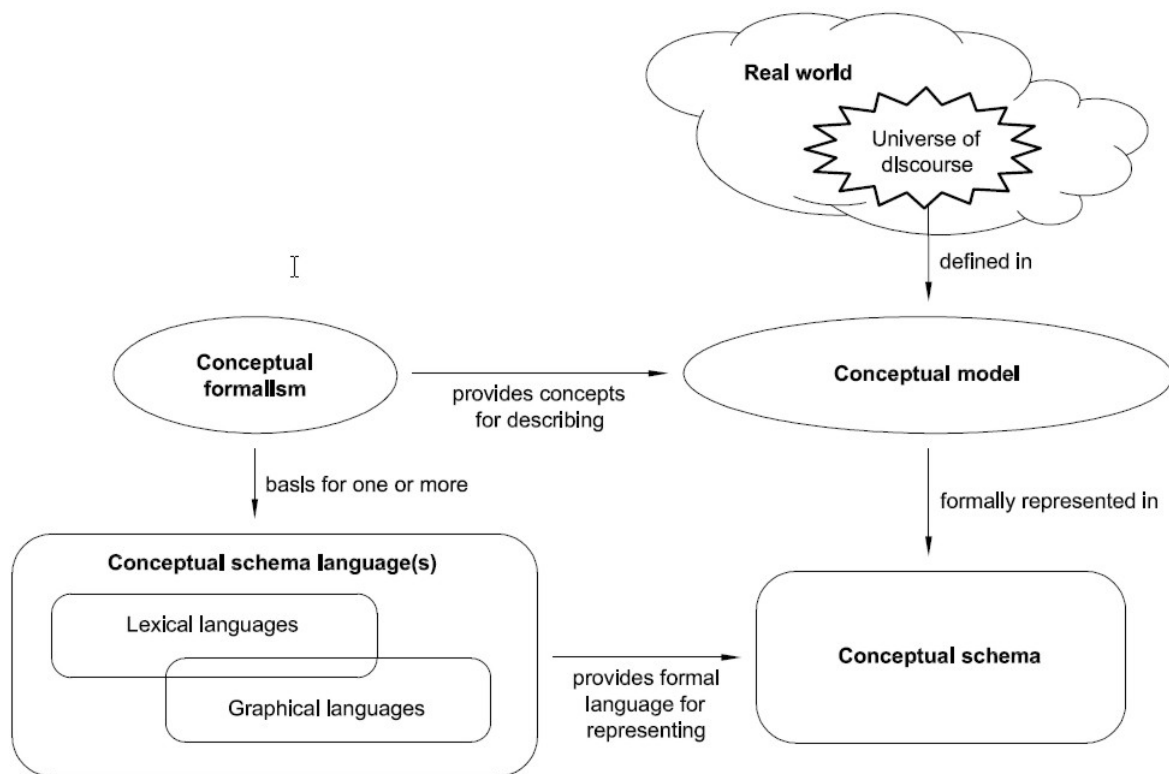 Real world
Universe of
discourse
defined in
Conceptual
formalism
provides concepts
for describing
Conceptual model
basis for one or more
formally represented in
Conceptual schema language(s)
Lexical languages
Graphical languages
provides formal
language for
representing
Conceptual schema